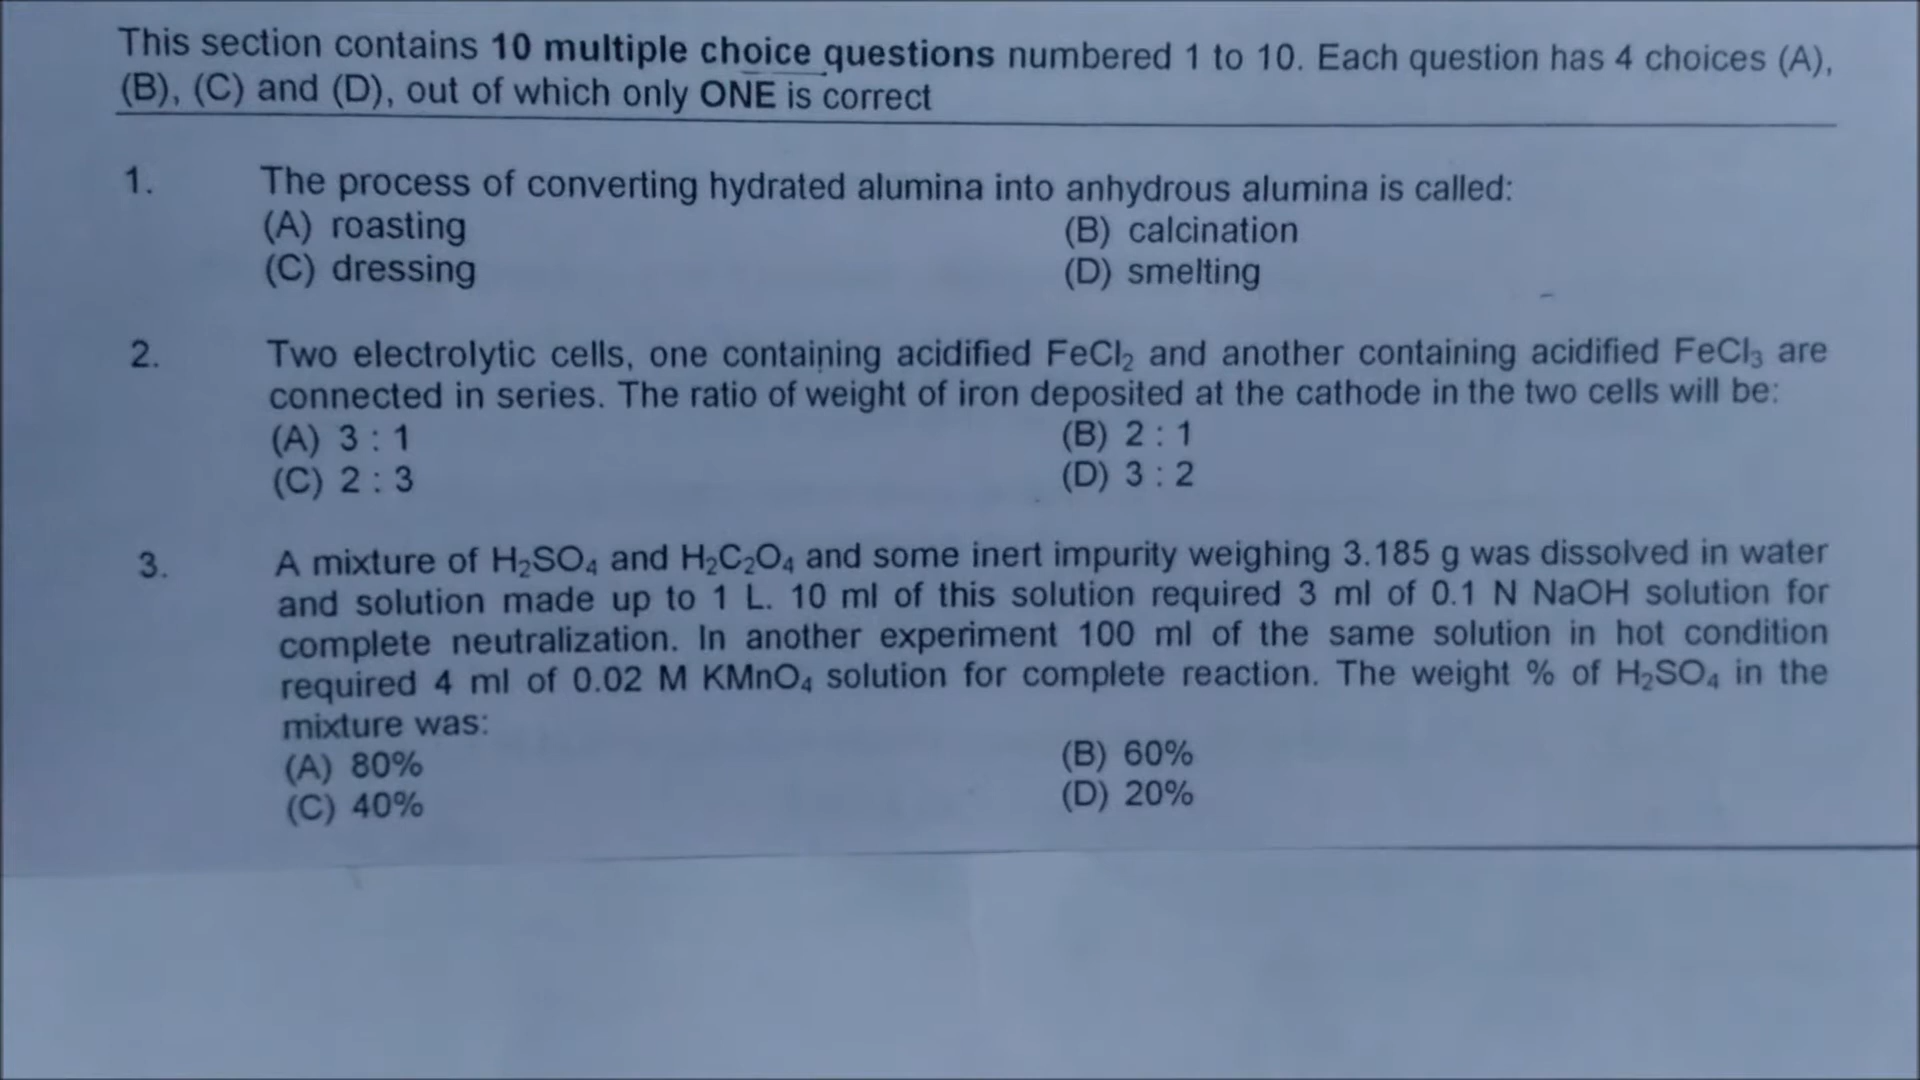 This section contains 10 multiple choice questions numbered 1 to 10. Each question has 4 choices (A),
(B), (C) and (D), out of which only ONE is correct
1. The process of converting hydrated alumina into anhydrous alumina is called:
(A) roasting (B) calcination
(C) dressing (D) smelting
2. Two electrolytic cells, one containing acidified FeCl₂ and another containing acidified FeCl₃ are
connected in series. The ratio of weight of iron deposited at the cathode in the two cells will be:
(A) 3 : 1 (B) 2 : 1
(C) 2 : 3 (D) 3 : 2
3. A mixture of H₂SO₄ and H₂C₂O₄ and some inert impurity weighing 3.185 g was dissolved in water
and solution made up to 1 L. 10 ml of this solution required 3 ml of 0.1 N NaOH solution for
complete neutralization. In another experiment 100 ml of the same solution in hot condition
required 4 ml of 0.02 M KMnO₄ solution for complete reaction. The weight % of H₂SO₄ in the
mixture was:
(A) 80% (B) 60%
(C) 40% (D) 20%